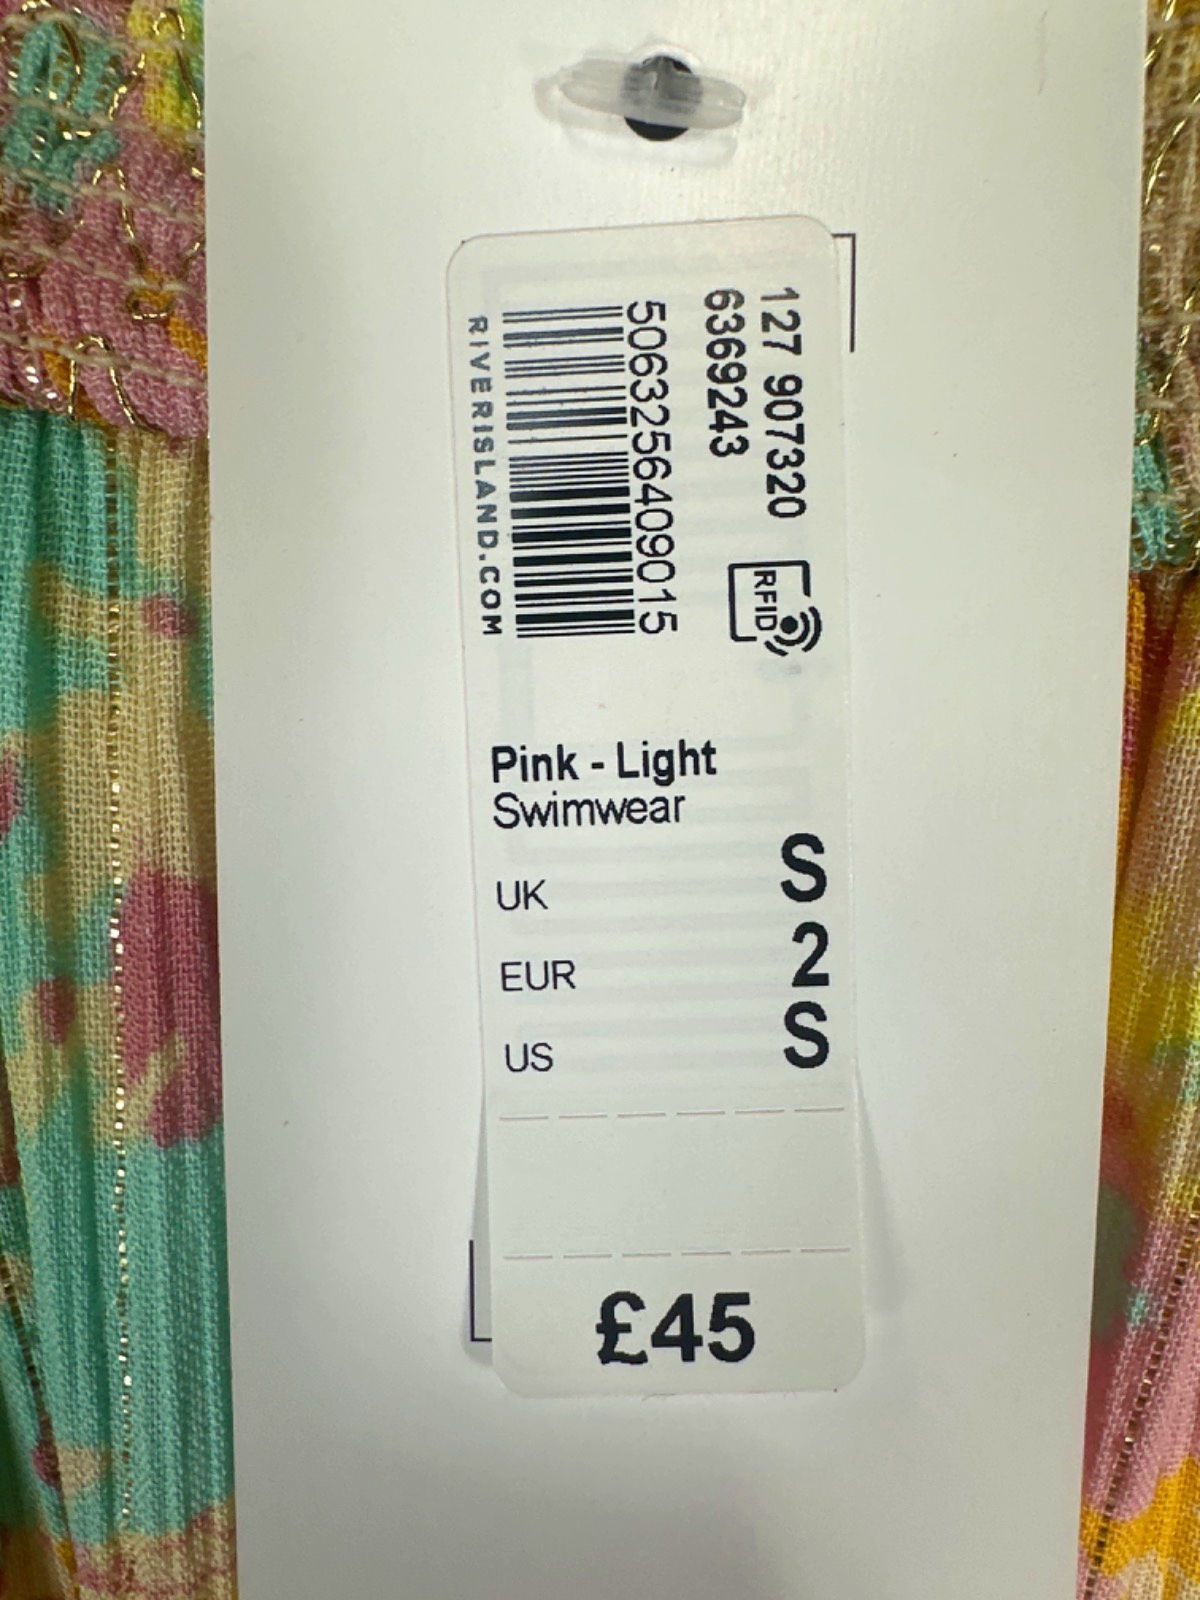 127 907320
6369243
RFID
5063256409015
RIVERISLAND.COM
Pink - Light
Swimwear
UK S
EUR 2
US S
£45